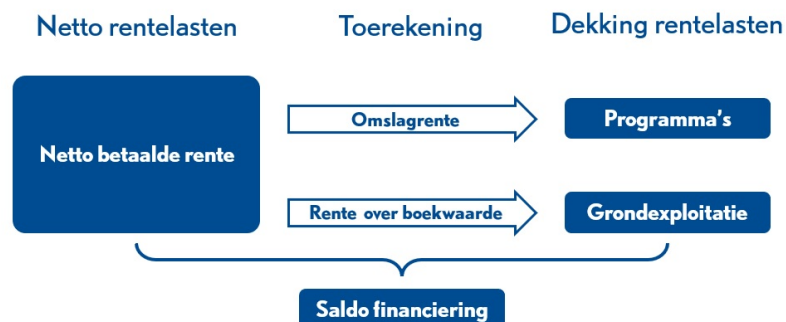 Netto rentelasten
Toerekening
Dekking rentelasten
Netto betaalde rente
Omslagrente
Programma's
Rente over boekwaarde
Grondexploitatie
Saldo financiering